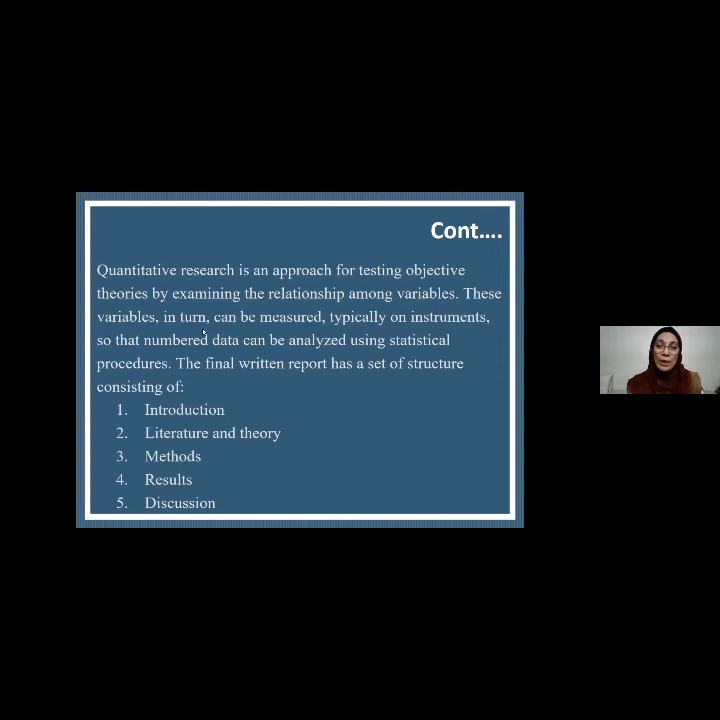 Cont....
Quantitative research is an approach for testing objective
theories by examining the relationship among variables. These
variables, in turn, can be measured, typically on instruments,
so that numbered data can be analyzed using statistical
procedures. The final written report has a set of structure
consisting of:
1. Introduction
2. Literature and theory
3. Methods
4. Results
5. Discussion